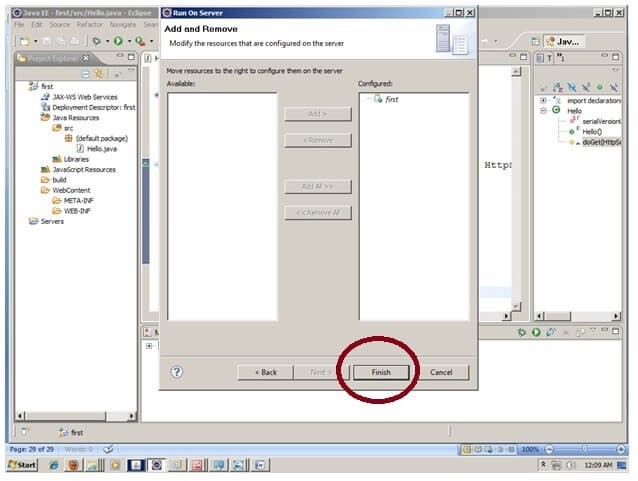 Java EE - first/src/Hello.java - Eclipse
File Edit Source Refactor Navigate Search
Project Explorer
first
JAX-WS Web Services
Deployment Descriptor: first
Java Resources
src
(default package)
Hello.java
Libraries
JavaScript Resources
build
WebContent
META-INF
WEB-INF
Servers
Run On Server
Add and Remove
Modify the resources that are configured on the server
Move resources to the right to configure them on the server
Available:
Configured:
first
Add >
< Remove
Add All >>
<< Remove All
< Back
Next >
Finish
Cancel
Java...
import declarations
Hello
serialVersionU
Hello()
doGet(HttpSe
HttpS
first
Page: 29 of 29
Words: 0
100%
Start
12:09 AM